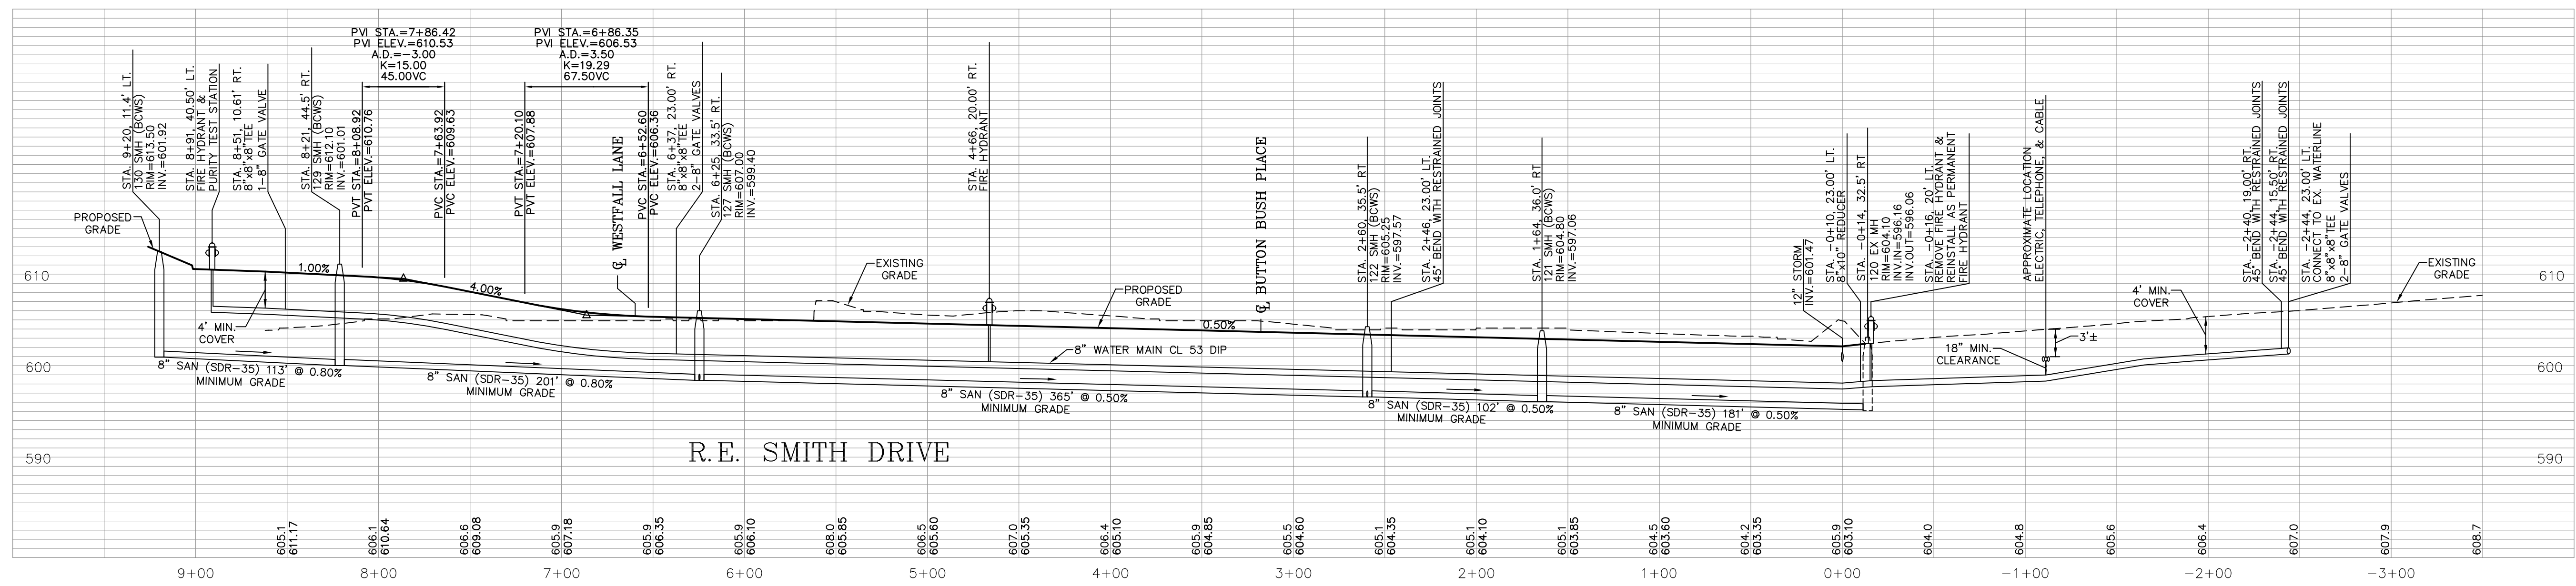 STA. 9+20, 11.4' LT.
130 SMH (BCWS)
RIM=613.50
INV.=601.92
STA. 8+91, 40.50' LT.
FIRE HYDRANT &
PURITY TEST STATION
STA. 8+51, 10.61' RT.
8"x8"x8"TEE
1-8" GATE VALVE
STA. 8+21, 44.5' RT.
129 SMH (BCWS)
RIM=612.10
INV.=601.01
PVI STA.=7+86.42
PVI ELEV.=610.53
A.D.=-3.00
K=15.00
45.00VC
PVT STA.=8+08.92
PVT ELEV.=610.76
PVC STA.=7+63.92
PVC ELEV.=609.63
PVI STA.=6+86.35
PVI ELEV.=606.53
A.D.=3.50
K=19.29
67.50VC
PVT STA.=7+20.10
PVT ELEV.=607.88
℄ WESTFALL LANE
PVC STA.=6+52.60
PVC ELEV.=606.36
STA. 6+37, 23.00' RT.
8"x8"x8"TEE
2-8" GATE VALVES
STA. 6+25, 33.5' RT.
127 SMH (BCWS)
RIM=607.00
INV.=599.40
STA. 4+66, 20.00' RT.
FIRE HYDRANT
℄ BUTTON BUSH PLACE
STA. 2+60, 35.5' RT
122 SMH (BCWS)
RIM=605.25
INV.=597.57
STA. 2+46, 23.00' LT.
45° BEND WITH RESTRAINED JOINTS
STA. 1+64, 36.0' RT
121 SMH (BCWS)
RIM=604.80
INV.=597.06
12" STORM
INV.=601.47
STA. -0+10, 23.00' LT.
8"x10" REDUCER
STA. -0+14, 32.5' RT
120 EX MH
RIM=604.10
INV.IN=596.16
INV.OUT=596.06
STA. -0+16, 20' LT.
REMOVE FIRE HYDRANT &
REINSTALL AS PERMANENT
FIRE HYDRANT
APPROXIMATE LOCATION
ELECTRIC, TELEPHONE, & CABLE
STA. -2+40, 19.00' RT.
45° BEND WITH RESTRAINED JOINTS
STA. -2+44, 15.50' RT.
45° BEND WITH RESTRAINED JOINTS
STA. -2+44, 23.00' LT.
CONNECT TO EX. WATERLINE
8"x8"x8"TEE
2-8" GATE VALVES
PROPOSED
GRADE
1.00%
4.00%
4' MIN.
COVER
EXISTING
GRADE
PROPOSED
GRADE
0.50%
8" WATER MAIN CL 53 DIP
18" MIN.
CLEARANCE
3'±
4' MIN.
COVER
EXISTING
GRADE
610
610
600
600
590
590
8" SAN (SDR-35) 113' @ 0.80%
MINIMUM GRADE
8" SAN (SDR-35) 201' @ 0.80%
MINIMUM GRADE
8" SAN (SDR-35) 365' @ 0.50%
MINIMUM GRADE
8" SAN (SDR-35) 102' @ 0.50%
MINIMUM GRADE
8" SAN (SDR-35) 181' @ 0.50%
MINIMUM GRADE
R.E. SMITH DRIVE
605.1
611.17
606.1
610.64
606.6
609.08
605.9
607.18
605.9
606.35
605.9
606.10
608.0
605.85
606.5
605.60
607.0
605.35
606.4
605.10
605.9
604.85
605.5
604.60
605.1
604.35
605.1
604.10
605.1
603.85
604.5
603.60
604.2
603.35
605.9
603.10
604.0
604.8
605.6
606.4
607.0
607.9
608.7
9+00
8+00
7+00
6+00
5+00
4+00
3+00
2+00
1+00
0+00
-1+00
-2+00
-3+00